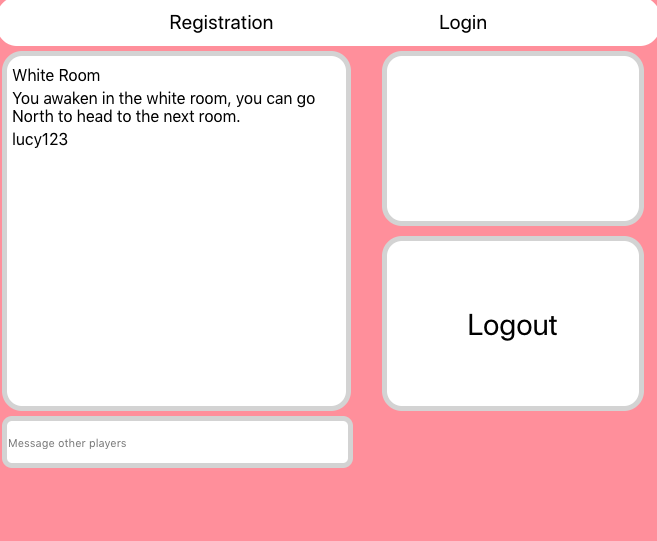 Registration
Login
White Room
You awaken in the white room, you can go
North to head to the next room.
lucy123
Logout
Message other players